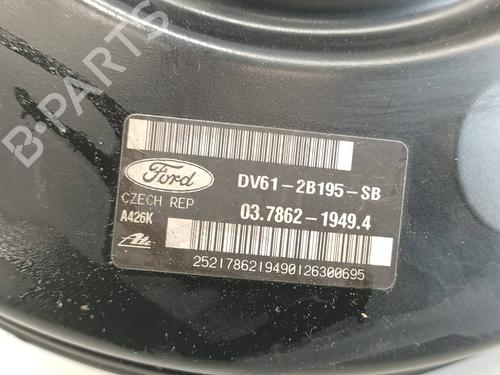 B-PARTS
Ford
DV61-2B195-SB
CZECH REP
03.7862-1949.4
A426K
Ate
25217862194901263006​95